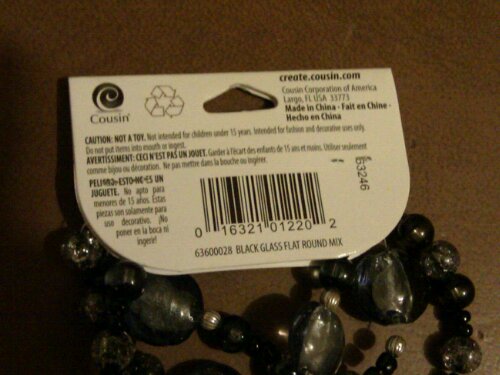 create.cousin.com
Cousin Corporation of America
Largo, FL USA 33773
Made in China · Fait en Chine ·
Hecho en China
Cousin
CAUTION: NOT A TOY. Not intended for children under 15 years. Intended for fashion and decorative uses only.
Do not put items into mouth or ingest.
AVERTISSEMENT: CECI N'EST PAS UN JOUET. Garder à l'écart des enfants de 15 ans et moins. Utiliser seulement
comme bijou ou décoration. Ne pas mettre dans la bouche ou ingérer.
ESTO NO ES UN
JUGUETE. No apto para
menores de 15 años. Estas
piezas son solamente para
uso decorativo. ¡No
poner en la boca ni
ingerir!
B3246
0 16321 01220 2
63600028 BLACK GLASS FLAT ROUND MIX